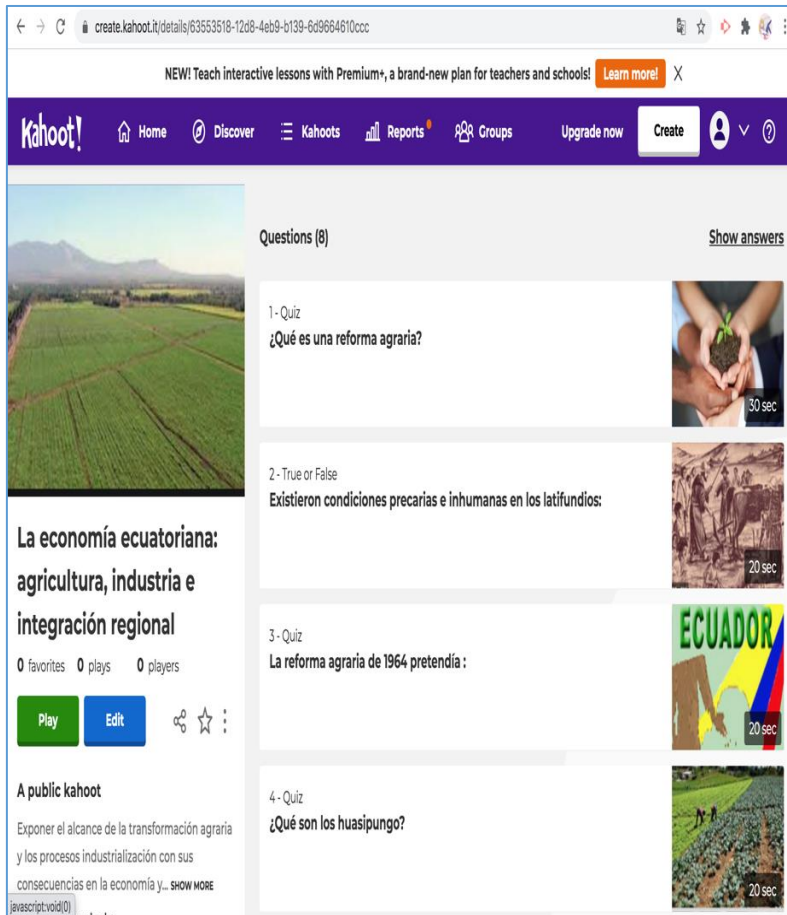 create.kahoot.it/details/63553518-12d8-4eb9-b139-6d9664610ccc
NEW! Teach interactive lessons with Premium+, a brand-new plan for teachers and schools! Learn more!
Kahoot! Home Discover Kahoots Reports Groups Upgrade now Create
Questions (8) Show answers
1 - Quiz
¿Qué es una reforma agraria?
30 sec
2 - True or False
Existieron condiciones precarias e inhumanas en los latifundios:
20 sec
3 - Quiz
La reforma agraria de 1964 pretendía :
ECUADOR
20 sec
4 - Quiz
¿Qué son los huasipungo?
20 sec
La economía ecuatoriana:
agricultura, industria e
integración regional
0 favorites 0 plays 0 players
Play Edit
A public kahoot
Exponer el alcance de la transformación agraria
y los procesos industrialización con sus
consecuencias en la economía y... SHOW MORE
javascript:void(0)